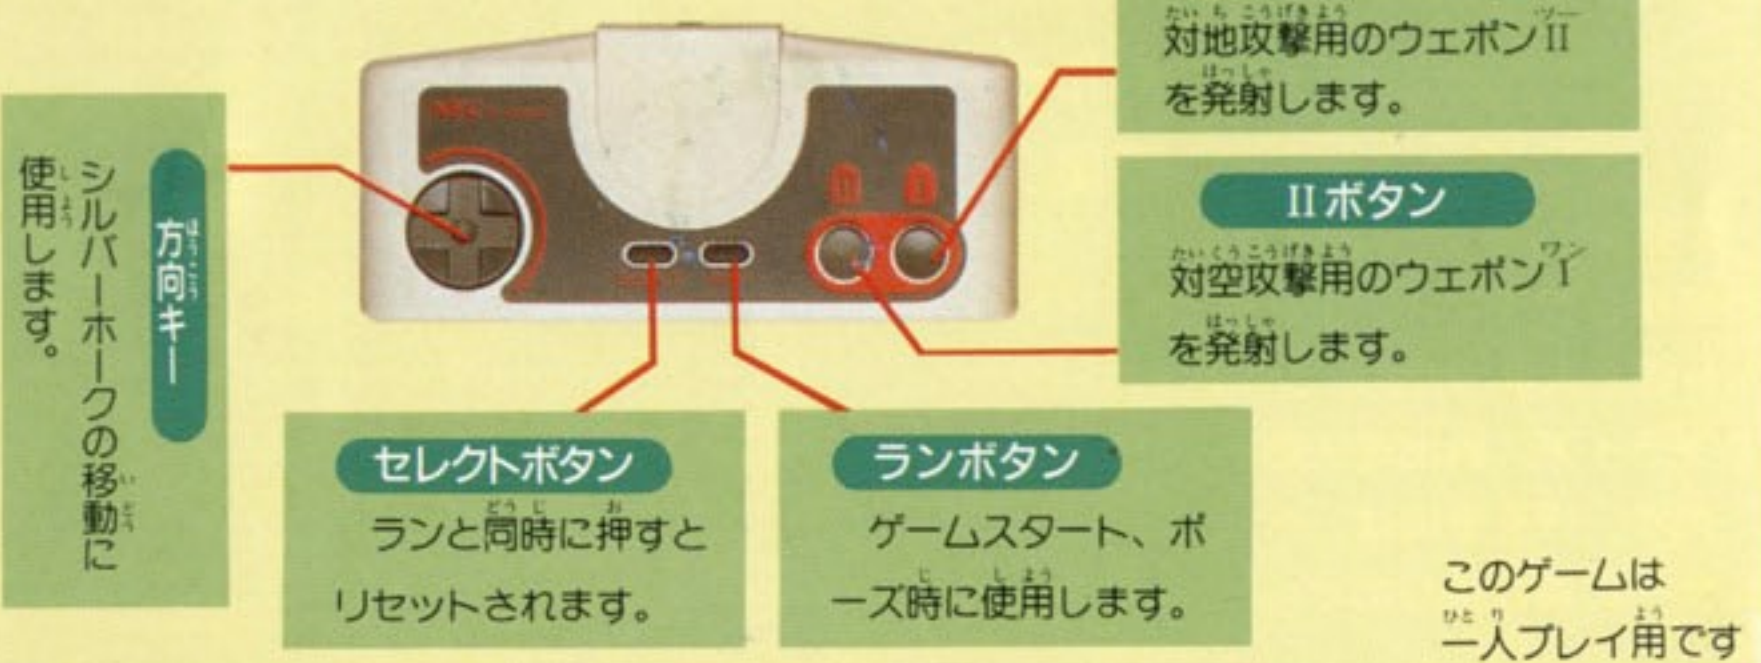 対地攻撃用のウェポンII
を発射します。
IIボタン
対空攻撃用のウェポンI
を発射します。
方向キー
シルバーホークの移動に
使用します。
セレクトボタン
ランと同時に押すと
リセットされます。
ランボタン
ゲームスタート、ポ
ーズ時に使用します。
このゲームは
一人プレイ用です
NEC
II I